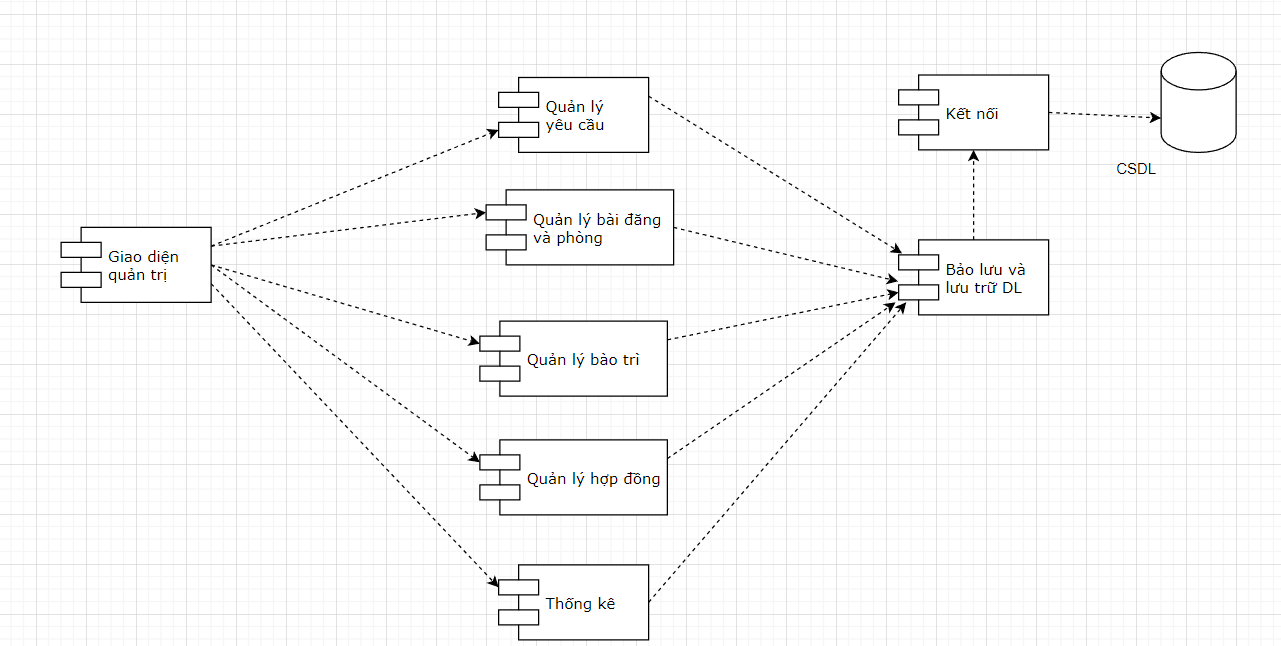 Quản lý
yêu cầu
Kết nối
CSDL
Quản lý bài đăng
và phòng
Giao diện
quản trị
Bảo lưu và
lưu trữ DL
Quản lý bào trì
Quản lý hợp đồng
Thống kê